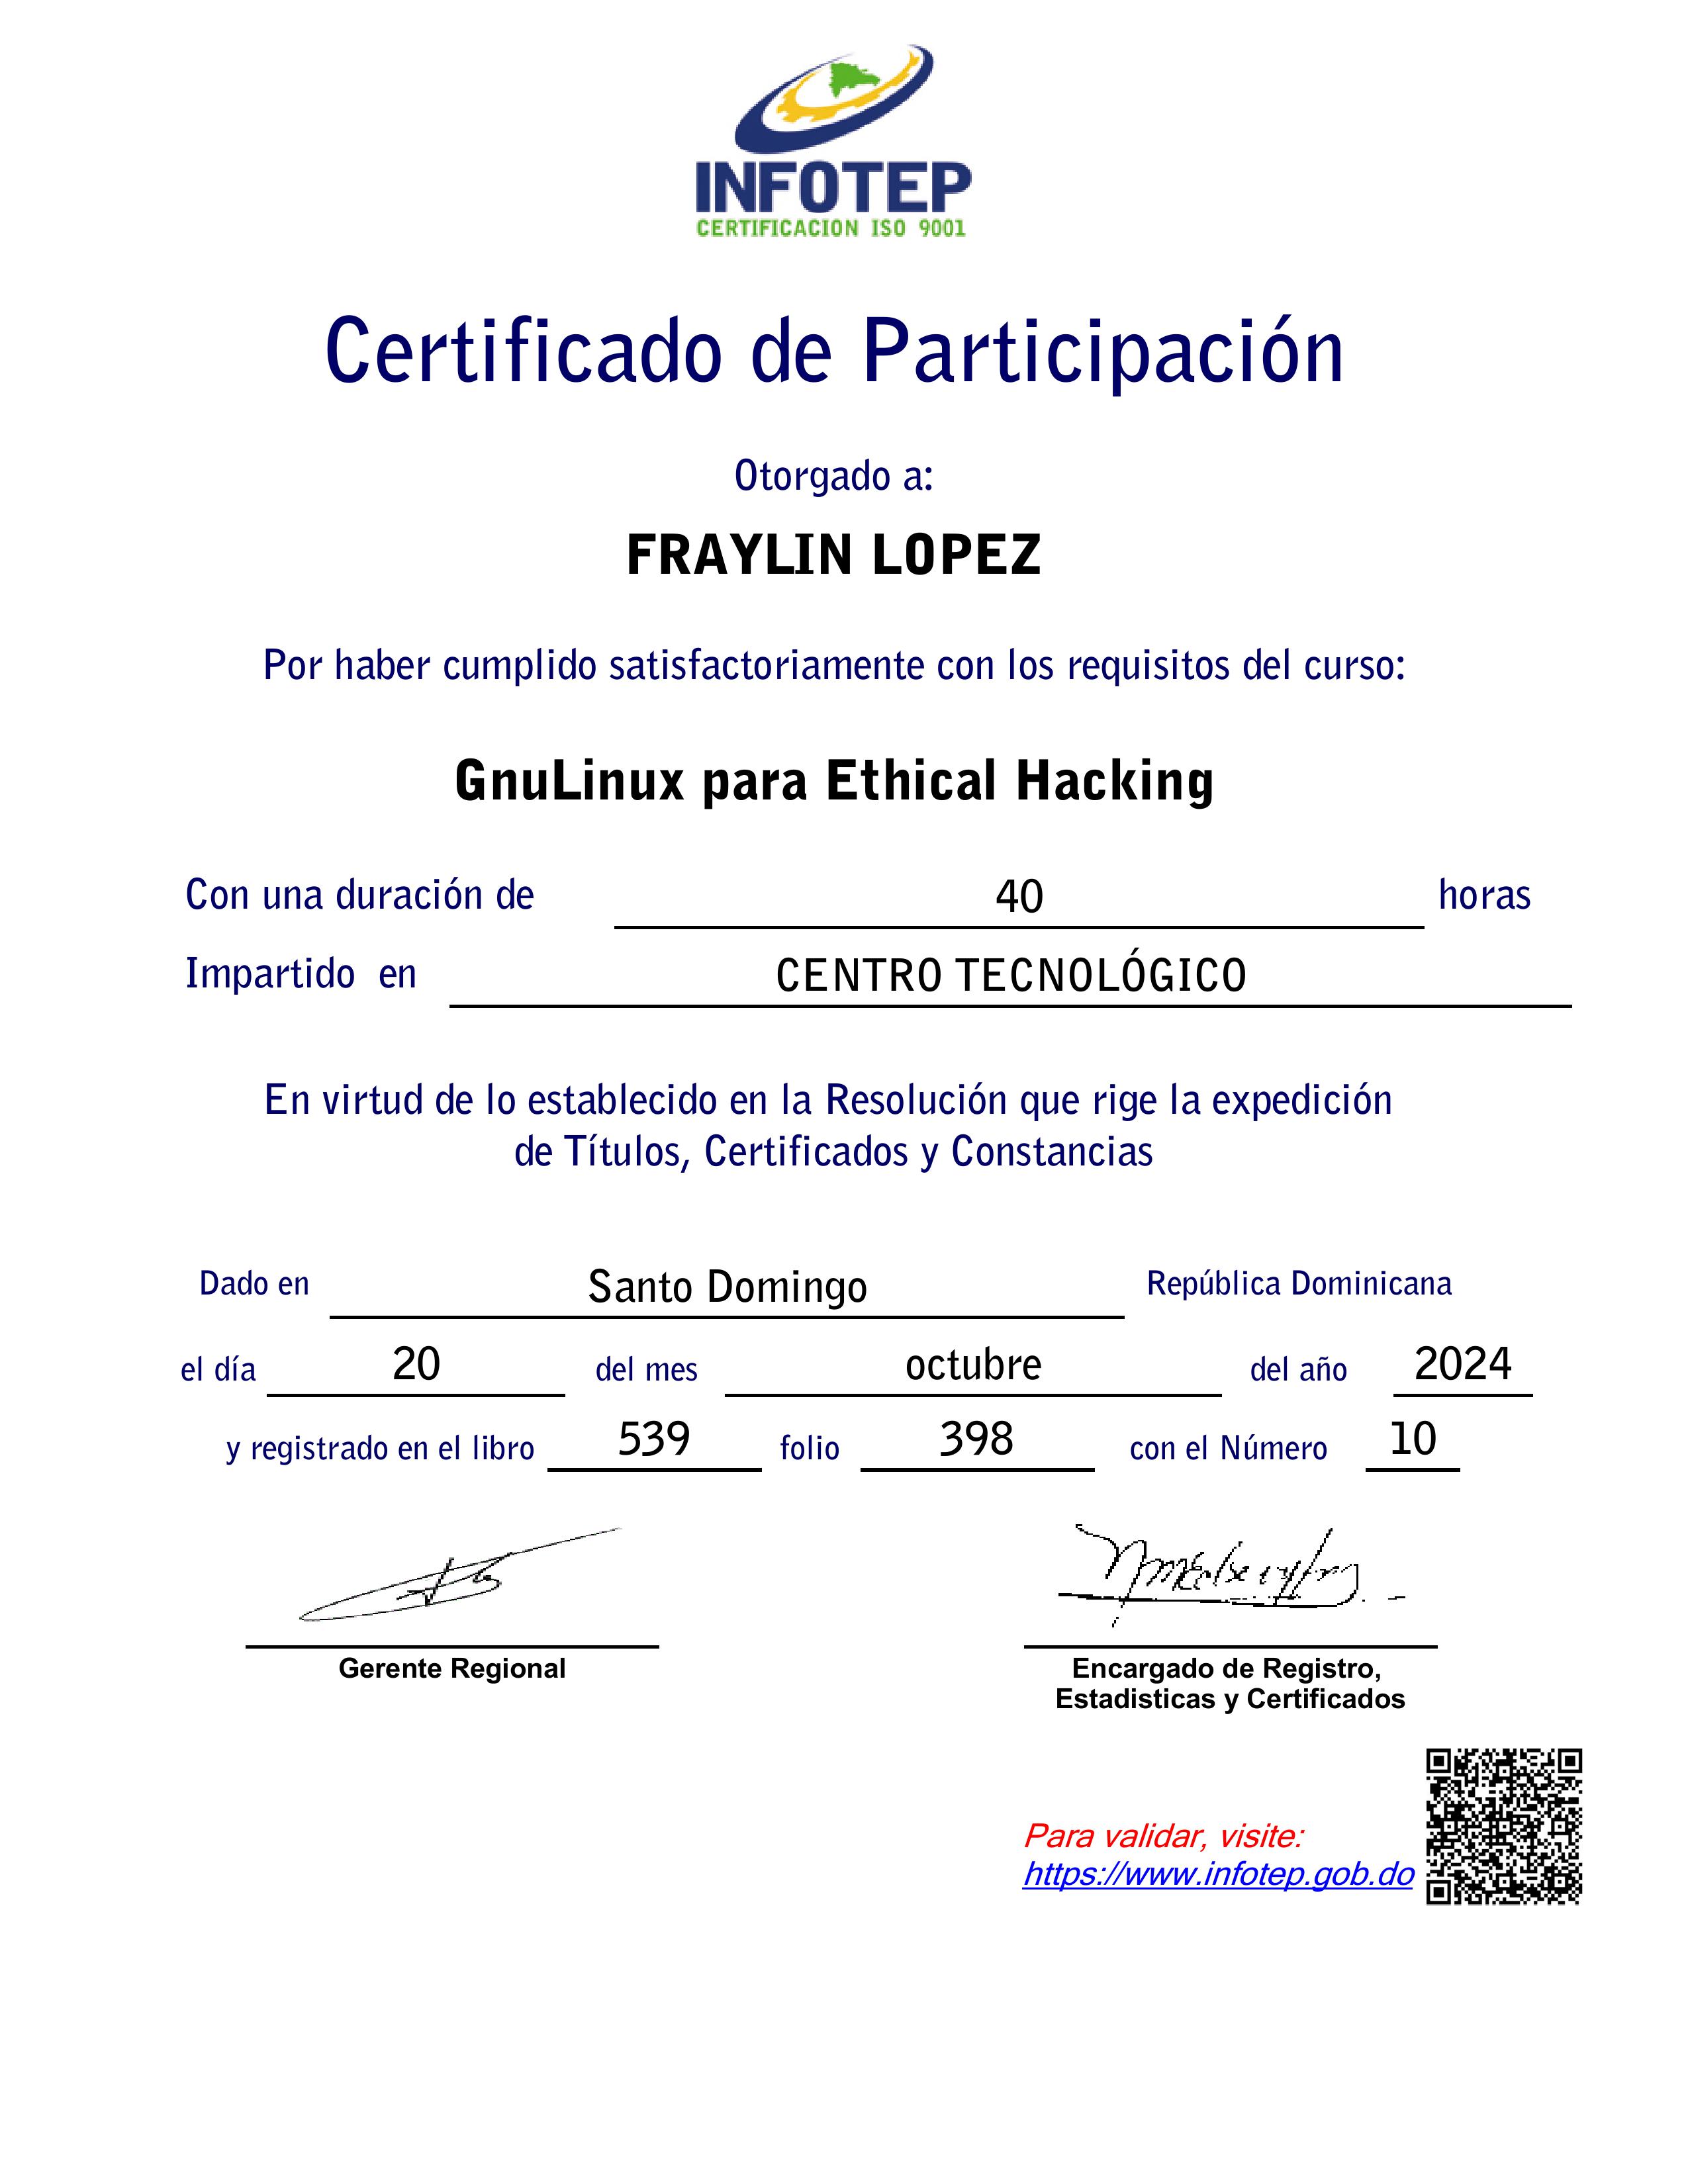 INFOTEP
CERTIFICACION ISO 9001
Certificado de Participación
Otorgado a:
FRAYLIN LOPEZ
Por haber cumplido satisfactoriamente con los requisitos del curso:
GnuLinux para Ethical Hacking
Con una duración de 40 horas
Impartido en CENTRO TECNOLÓGICO
En virtud de lo establecido en la Resolución que rige la expedición
de Títulos, Certificados y Constancias
Dado en Santo Domingo República Dominicana
el día 20 del mes octubre del año 2024
y registrado en el libro 539 folio 398 con el Número 10
Gerente Regional
Encargado de Registro,
Estadisticas y Certificados
Para validar, visite:
https://www.infotep.gob.do